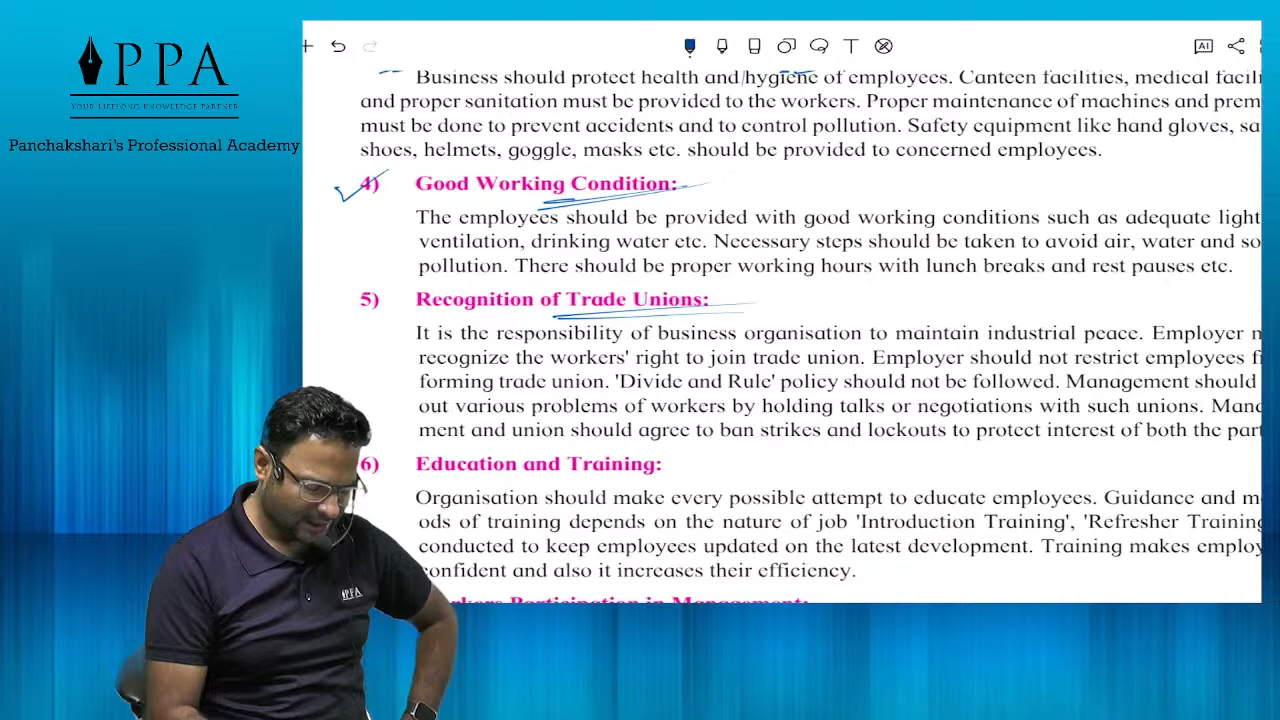 PPA
YOUR LIFELONG KNOWLEDGE PARTNER
Panchakshari's Professional Academy
T
AI
Business should protect health and hygiene of employees. Canteen facilities, medical facili
and proper sanitation must be provided to the workers. Proper maintenance of machines and prem
must be done to prevent accidents and to control pollution. Safety equipment like hand gloves, sa
shoes, helmets, goggle, masks etc. should be provided to concerned employees.
4) Good Working Condition:
The employees should be provided with good working conditions such as adequate light
ventilation, drinking water etc. Necessary steps should be taken to avoid air, water and so
pollution. There should be proper working hours with lunch breaks and rest pauses etc.
5) Recognition of Trade Unions:
It is the responsibility of business organisation to maintain industrial peace. Employer m
recognize the workers' right to join trade union. Employer should not restrict employees f
forming trade union. 'Divide and Rule' policy should not be followed. Management should
out various problems of workers by holding talks or negotiations with such unions. Mana
ment and union should agree to ban strikes and lockouts to protect interest of both the part
6) Education and Training:
Organisation should make every possible attempt to educate employees. Guidance and m
ods of training depends on the nature of job 'Introduction Training', 'Refresher Training
conducted to keep employees updated on the latest development. Training makes employ
confident and also it increases their efficiency.
Workers Participation in Management:
PPA